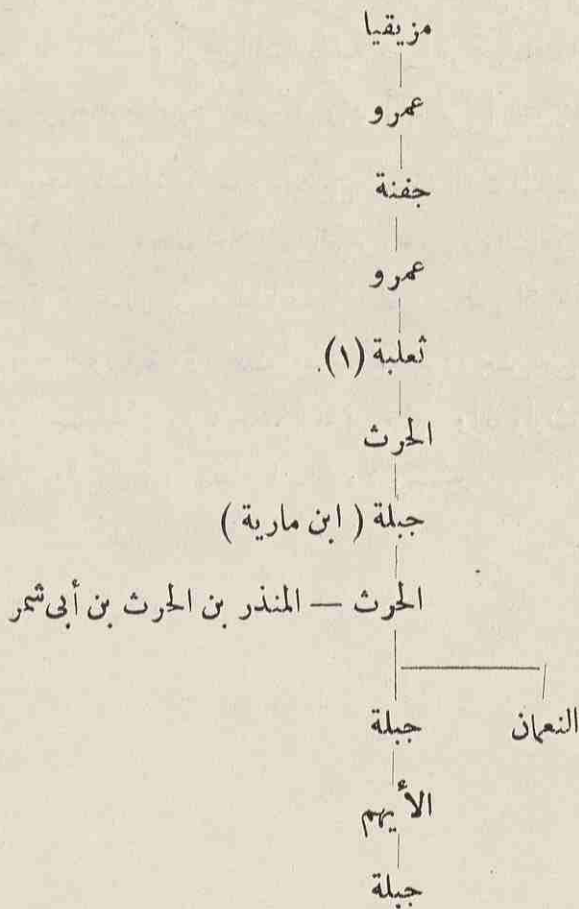 مزيقيا
عمرو
جفنة
عمرو
ثعلبة (١)
الحرث
جبلة ( ابن مارية )
الحرث — المنذر بن الحرث بن أبى شمر
النعمان جبلة
الأيهم
جبلة